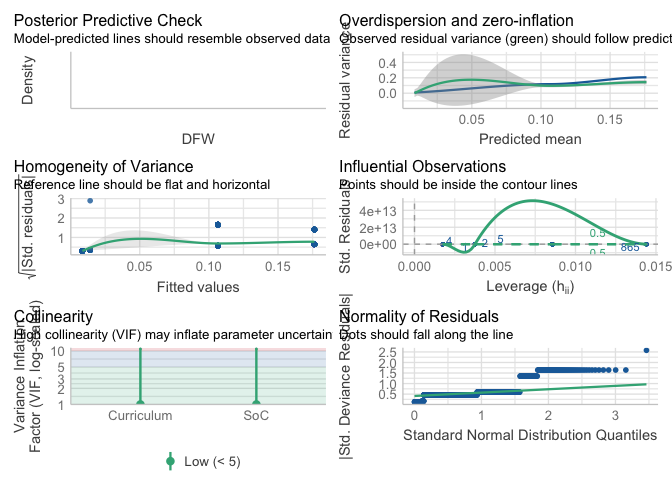 Posterior Predictive Check
Model-predicted lines should resemble observed data
Density
DFW
Overdispersion and zero-inflation
Observed residual variance (green) should follow predict
Residual variance
0.4
0.2
0.0
0.05
0.10
0.15
Predicted mean
Homogeneity of Variance
Reference line should be flat and horizontal
√|Std. residuals|
3
2
1
0.05
0.10
0.15
Fitted values
Influential Observations
Points should be inside the contour lines
Std. Residuals
4e+13
2e+13
0e+00
4
1
2
5
0.5
0.5
865
0.000
0.005
0.010
0.015
Leverage (hii)
Collinearity
High collinearity (VIF) may inflate parameter uncertain
Variance Inflation
Factor (VIF, log-scaled)
10
5
3
2
1
Curriculum
SoC
Low (< 5)
Normality of Residuals
Dots should fall along the line
|Std. Deviance Residuals|
2.5
2.0
1.5
1.0
0.5
0
1
2
3
Standard Normal Distribution Quantiles